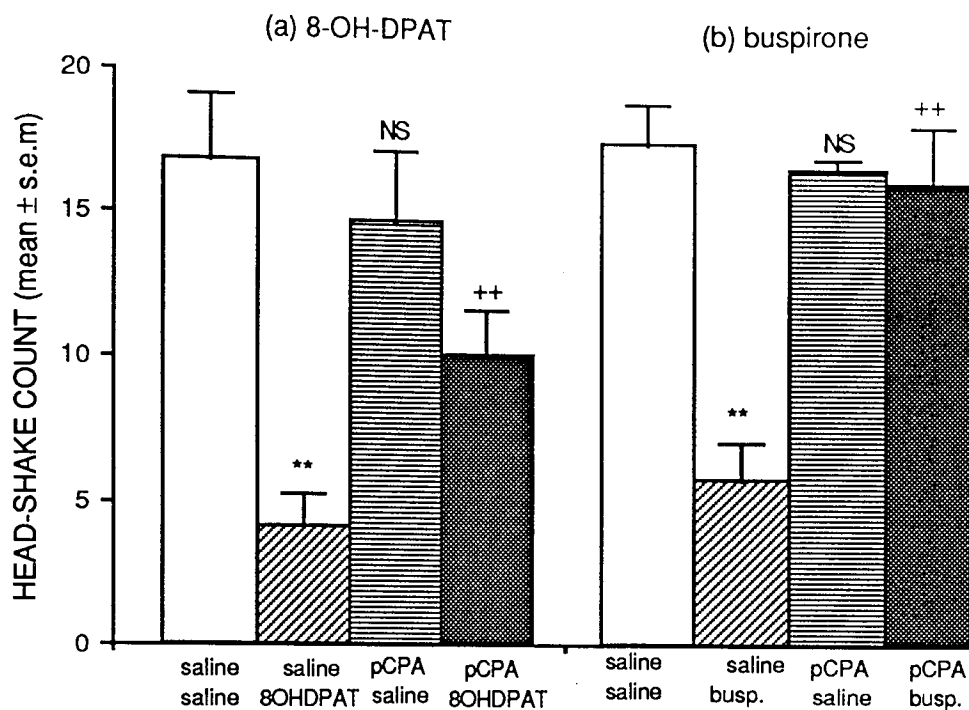 (a) 8-OH-DPAT
(b) buspirone
HEAD-SHAKE COUNT (mean ± s.e.m)
20
15
10
5
0
**
NS
++
**
NS
++
saline
saline
saline
8OHDPAT
pCPA
saline
pCPA
8OHDPAT
saline
saline
saline
busp.
pCPA
saline
pCPA
busp.